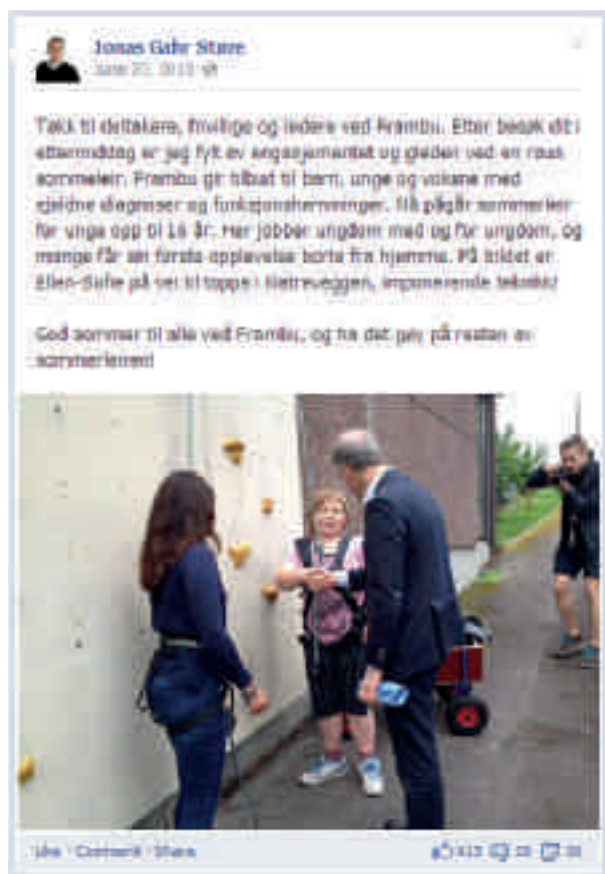 Jonas Gahr Støre
Takk til deltakere, frivillige og ledere ved Frambu. Etter besøk dit i
ettermiddag er jeg fylt av engasjementet og gleden ved en raus
sommerleir. Frambu gir tilbud til barn, unge og voksne med
sjeldne diagnoser og funksjonshemninger. Nå pågår sommerleir
for unge opp til 16 år. Her jobber ungdom med og for ungdom, og
mange får sin første opplevelse borte fra hjemme. På bildet er
Ellen-Sofie på vei til topps i klatreveggen, imponerende teknikk!
God sommer til alle ved Frambu, og ha det gøy på resten av
sommerleiren!
Like · Comment · Share